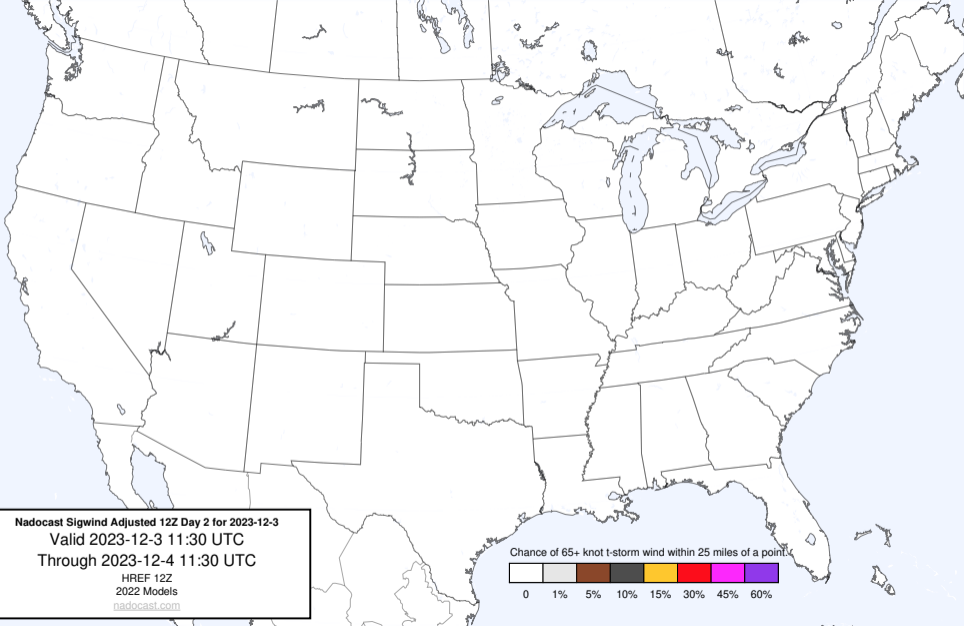 Nadocast Sigwind Adjusted 12Z Day 2 for 2023-12-3
Valid 2023-12-3 11:30 UTC
Through 2023-12-4 11:30 UTC
HREF 12Z
2022 Models
nadocast.com
Chance of 65+ knot t-storm wind within 25 miles of a point.
0 1% 5% 10% 15% 30% 45% 60%